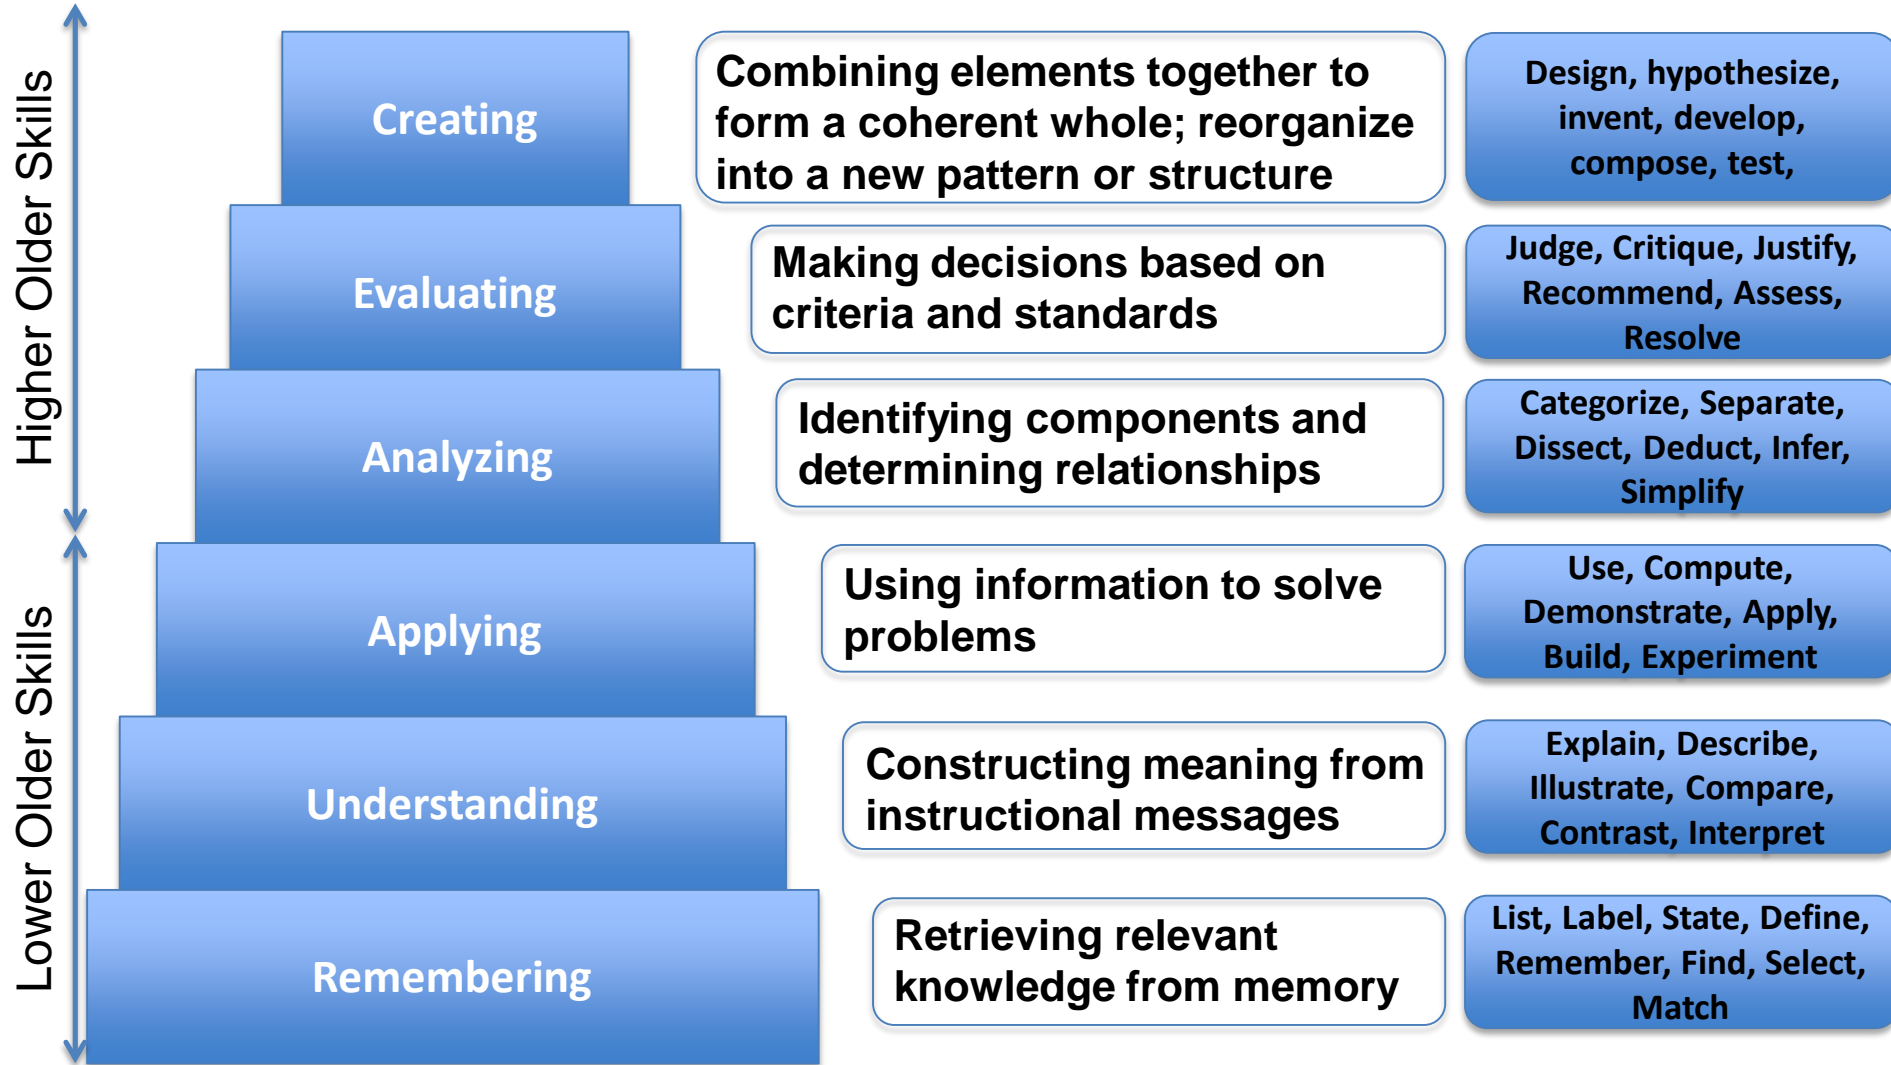 Higher Older Skills
Creating
Combining elements together to
form a coherent whole; reorganize
into a new pattern or structure
Design, hypothesize,
invent, develop,
compose, test,
Evaluating
Making decisions based on
criteria and standards
Judge, Critique, Justify,
Recommend, Assess,
Resolve
Analyzing
Identifying components and
determining relationships
Categorize, Separate,
Dissect, Deduct, Infer,
Simplify
Lower Older Skills
Applying
Using information to solve
problems
Use, Compute,
Demonstrate, Apply,
Build, Experiment
Understanding
Constructing meaning from
instructional messages
Explain, Describe,
Illustrate, Compare,
Contrast, Interpret
Remembering
Retrieving relevant
knowledge from memory
List, Label, State, Define,
Remember, Find, Select,
Match